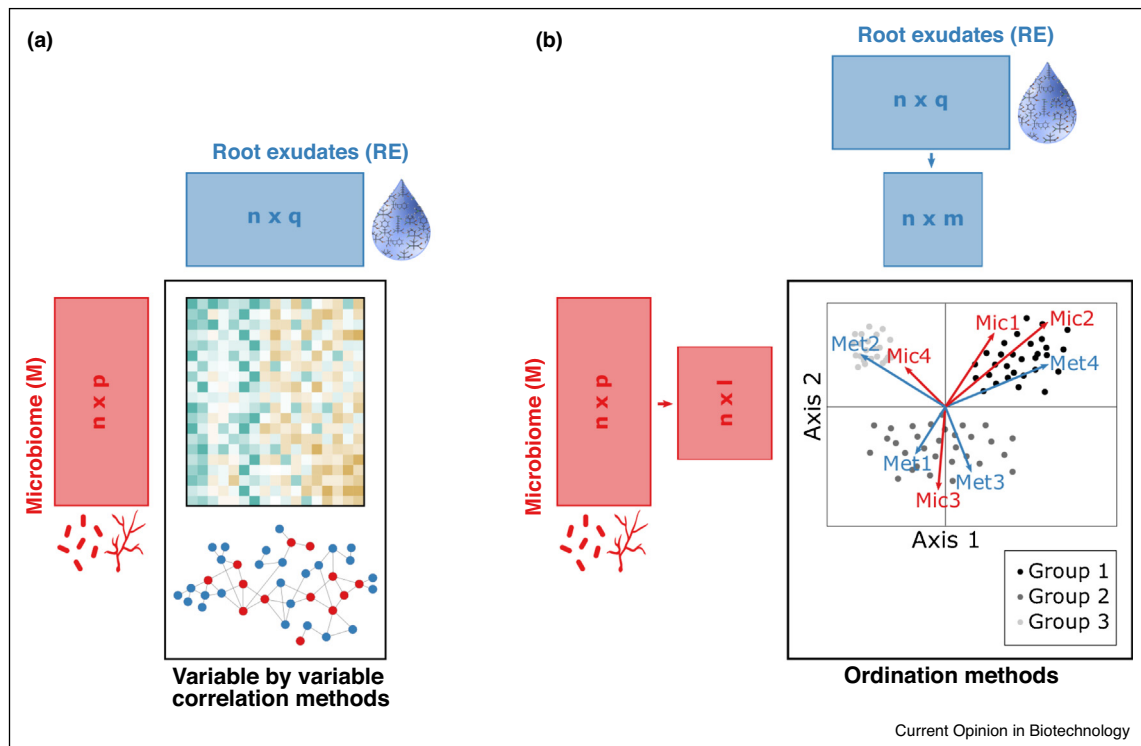 (a)
Root exudates (RE)
n x q
Microbiome (M)
n x p
Variable by variable
correlation methods
(b)
Root exudates (RE)
n x q
n x m
Microbiome (M)
n x p
n x l
Axis 2
Met2
Mic4
Mic1
Mic2
Met4
Met1
Mic3
Met3
Axis 1
Group 1
Group 2
Group 3
Ordination methods
Current Opinion in Biotechnology